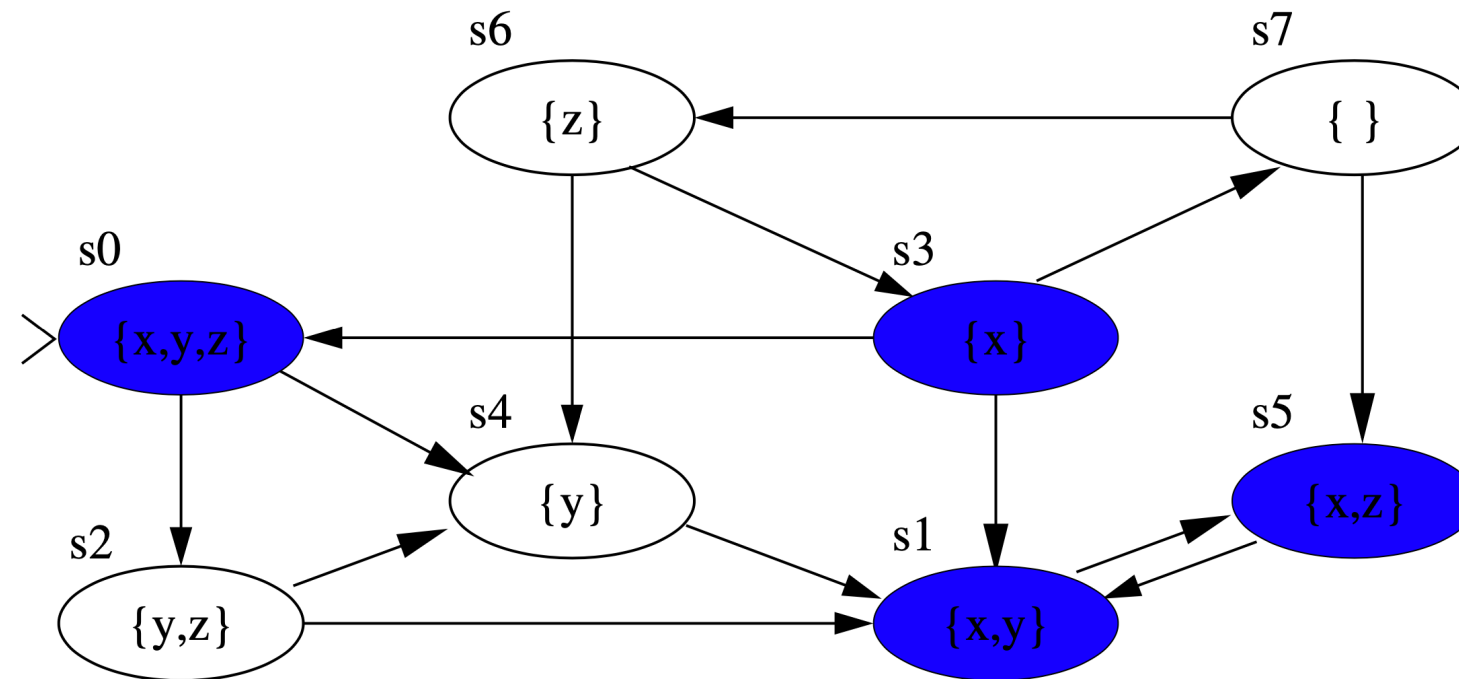 s6
s7
{z}
{ }
s0
s3
{x,y,z}
{x}
s4
s5
{y}
{x,z}
s2
s1
{y,z}
{x,y}